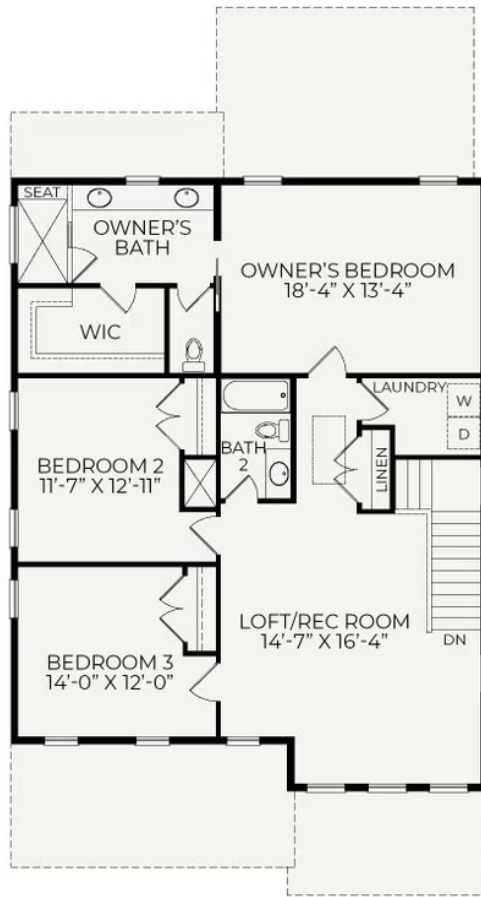 SEAT
OWNER'S
BATH
OWNER'S BEDROOM
18'-4" X 13'-4"
WIC
LAUNDRY
W
D
BATH
2
LINEN
BEDROOM 2
11'-7" X 12'-11"
LOFT/REC ROOM
14'-7" X 16'-4"
DN
BEDROOM 3
14'-0" X 12'-0"